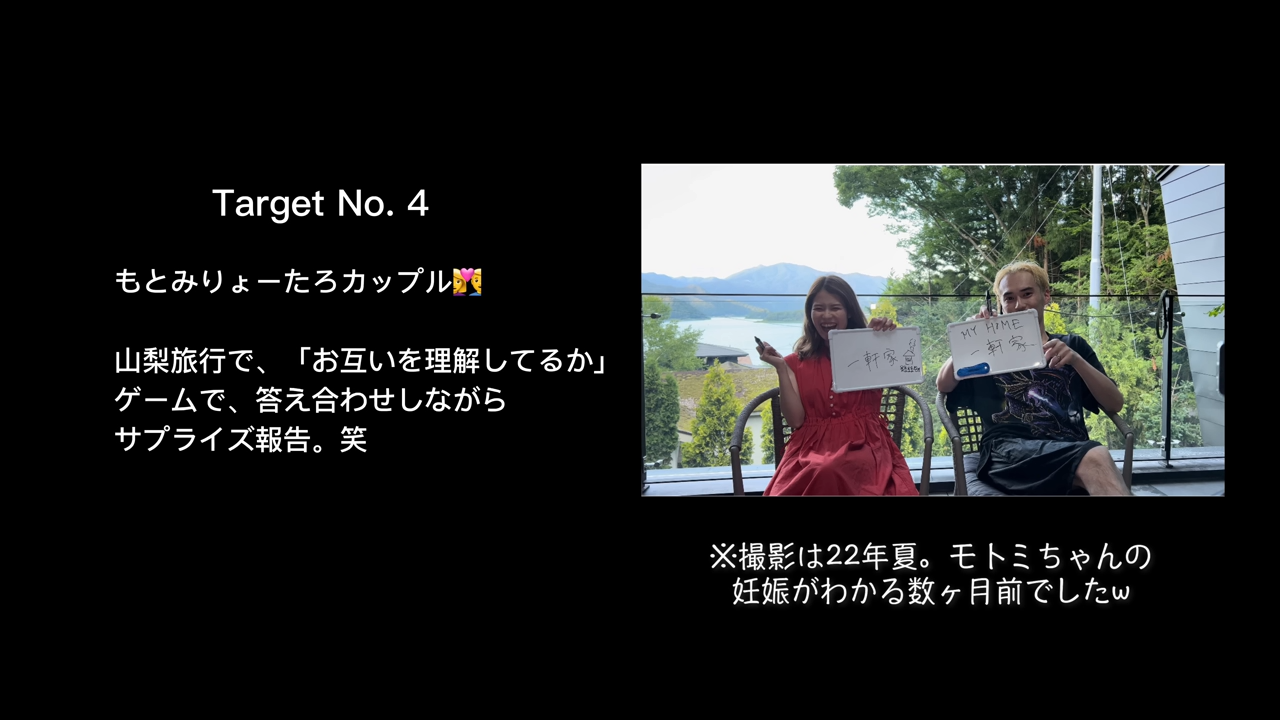 Target No. 4
もとみりょーたろカップル👩‍❤️‍👨
山梨旅行で、「お互いを理解してるか」
ゲームで、答え合わせしながら
サプライズ報告。笑
一軒家
MY HOME
一軒家
※撮影は22年夏。モトミちゃんの
妊娠がわかる数ヶ月前でしたw